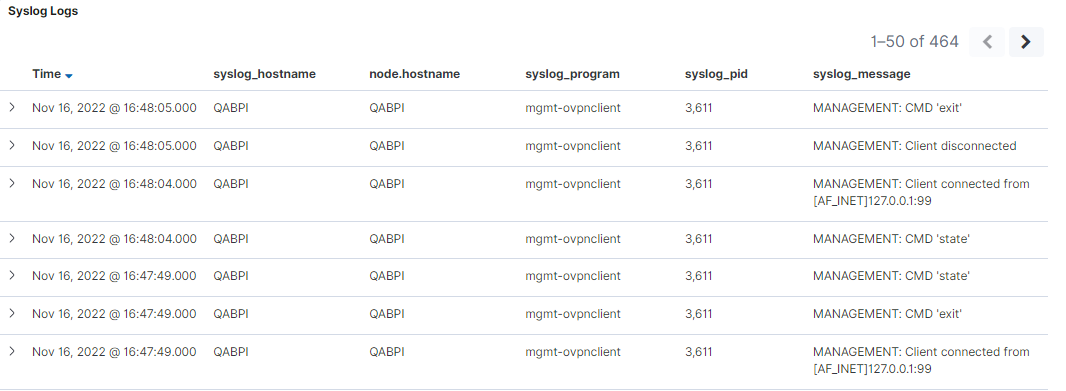 Syslog Logs
1–50 of 464
Time syslog_hostname node.hostname syslog_program syslog_pid syslog_message
Nov 16, 2022 @ 16:48:05.000 QABPI QABPI mgmt-ovpnclient 3,611 MANAGEMENT: CMD 'exit'
Nov 16, 2022 @ 16:48:05.000 QABPI QABPI mgmt-ovpnclient 3,611 MANAGEMENT: Client disconnected
Nov 16, 2022 @ 16:48:04.000 QABPI QABPI mgmt-ovpnclient 3,611 MANAGEMENT: Client connected from
[AF_INET]127.0.0.1:99
Nov 16, 2022 @ 16:48:04.000 QABPI QABPI mgmt-ovpnclient 3,611 MANAGEMENT: CMD 'state'
Nov 16, 2022 @ 16:47:49.000 QABPI QABPI mgmt-ovpnclient 3,611 MANAGEMENT: CMD 'state'
Nov 16, 2022 @ 16:47:49.000 QABPI QABPI mgmt-ovpnclient 3,611 MANAGEMENT: CMD 'exit'
Nov 16, 2022 @ 16:47:49.000 QABPI QABPI mgmt-ovpnclient 3,611 MANAGEMENT: Client connected from
[AF_INET]127.0.0.1:99